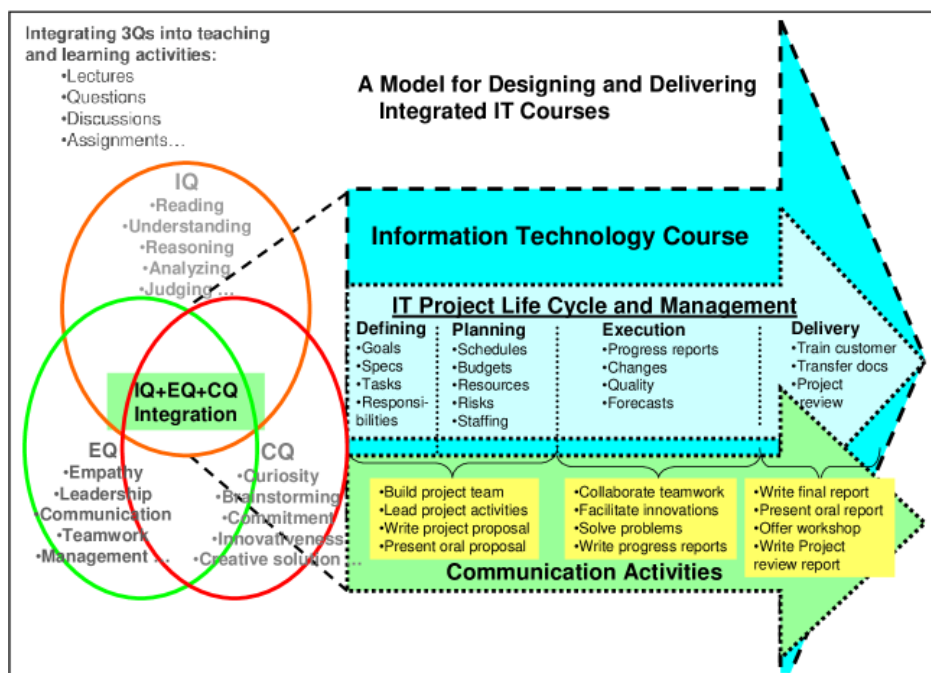 Integrating 3Qs into teaching
and learning activities:
•Lectures
•Questions
•Discussions
•Assignments…
A Model for Designing and Delivering
Integrated IT Courses
IQ
•Reading
•Understanding
•Reasoning
•Analyzing
•Judging …
IQ+EQ+CQ
Integration
EQ
•Empathy
•Leadership
•Communication
•Teamwork
•Management …
CQ
•Curiosity
•Brainstorming
•Commitment
•Innovativeness
•Creative solution …
Information Technology Course
IT Project Life Cycle and Management
Defining
•Goals
•Specs
•Tasks
•Responsi-
bilities
Planning
•Schedules
•Budgets
•Resources
•Risks
•Staffing
Execution
•Progress reports
•Changes
•Quality
•Forecasts
Delivery
•Train customer
•Transfer docs
•Project
review
•Build project team
•Lead project activities
•Write project proposal
•Present oral proposal
•Collaborate teamwork
•Facilitate innovations
•Solve problems
•Write progress reports
•Write final report
•Present oral report
•Offer workshop
•Write Project
review report
Communication Activities